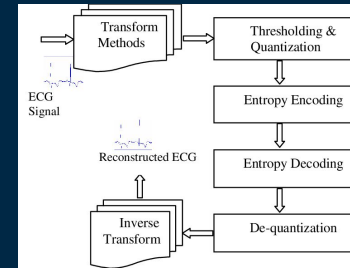 Transform
Methods
Thresholding &
Quantization
ECG
Signal
Entropy Encoding
Reconstructed ECG
Entropy Decoding
Inverse
Transform
De-quantization